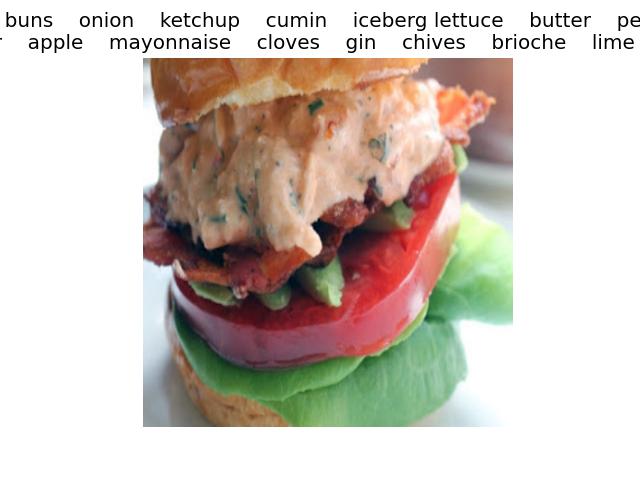 buns onion ketchup cumin iceberg lettuce butter
apple mayonnaise cloves gin chives brioche lime